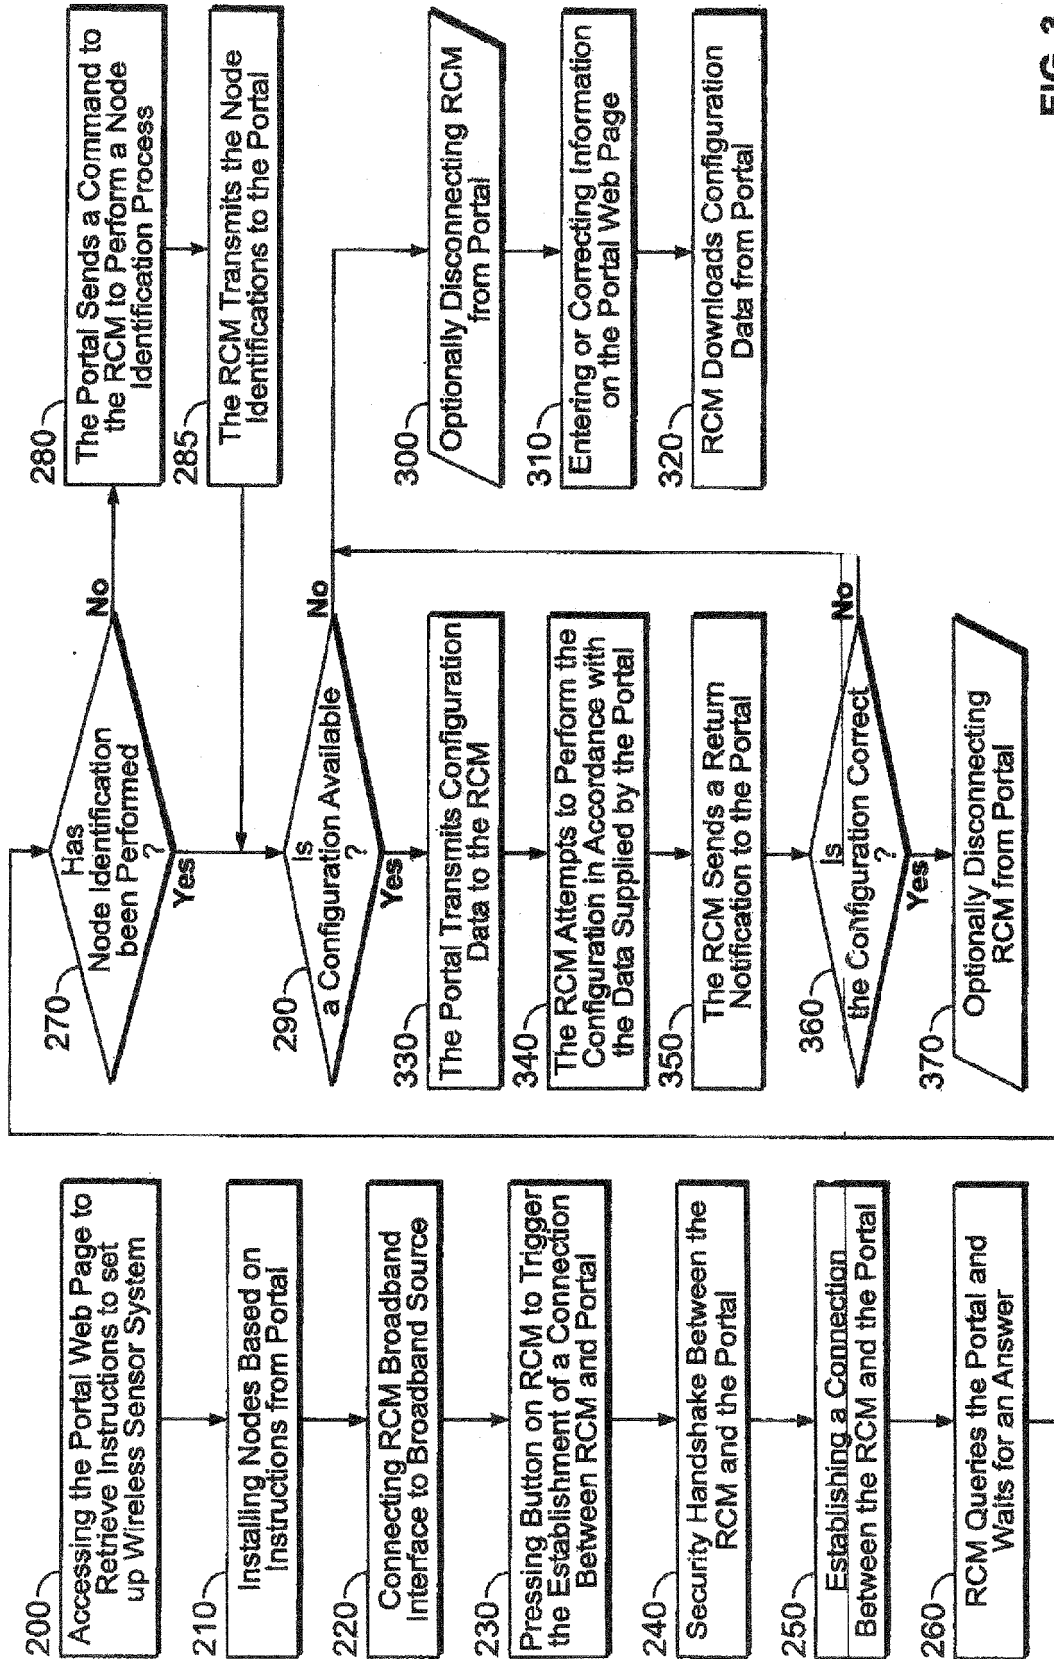 200
Accessing the Portal Web Page to
Retrieve Instructions to set
up Wireless Sensor System
210
Installing Nodes Based on
Instructions from Portal
220
Connecting RCM Broadband
Interface to Broadband Source
230
Pressing Button on RCM to Trigger
the Establishment of a Connection
Between RCM and Portal
240
Security Handshake Between the
RCM and the Portal
250
Establishing a Connection
Between the RCM and the Portal
260
RCM Queries the Portal and
Waits for an Answer
270
Has
Node Identification
been Performed
?
No
Yes
280
The Portal Sends a Command to
the RCM to Perform a Node
Identification Process
285
The RCM Transmits the Node
Identifications to the Portal
290
Is
a Configuration Available
?
No
Yes
300
Optionally Disconnecting RCM
from Portal
310
Entering or Correcting Information
on the Portal Web Page
320
RCM Downloads Configuration
Data from Portal
330
The Portal Transmits Configuration
Data to the RCM
340
The RCM Attempts to Perform the
Configuration in Accordance with
the Data Supplied by the Portal
350
The RCM Sends a Return
Notification to the Portal
360
Is
the Configuration Correct
?
No
Yes
370
Optionally Disconnecting
RCM from Portal